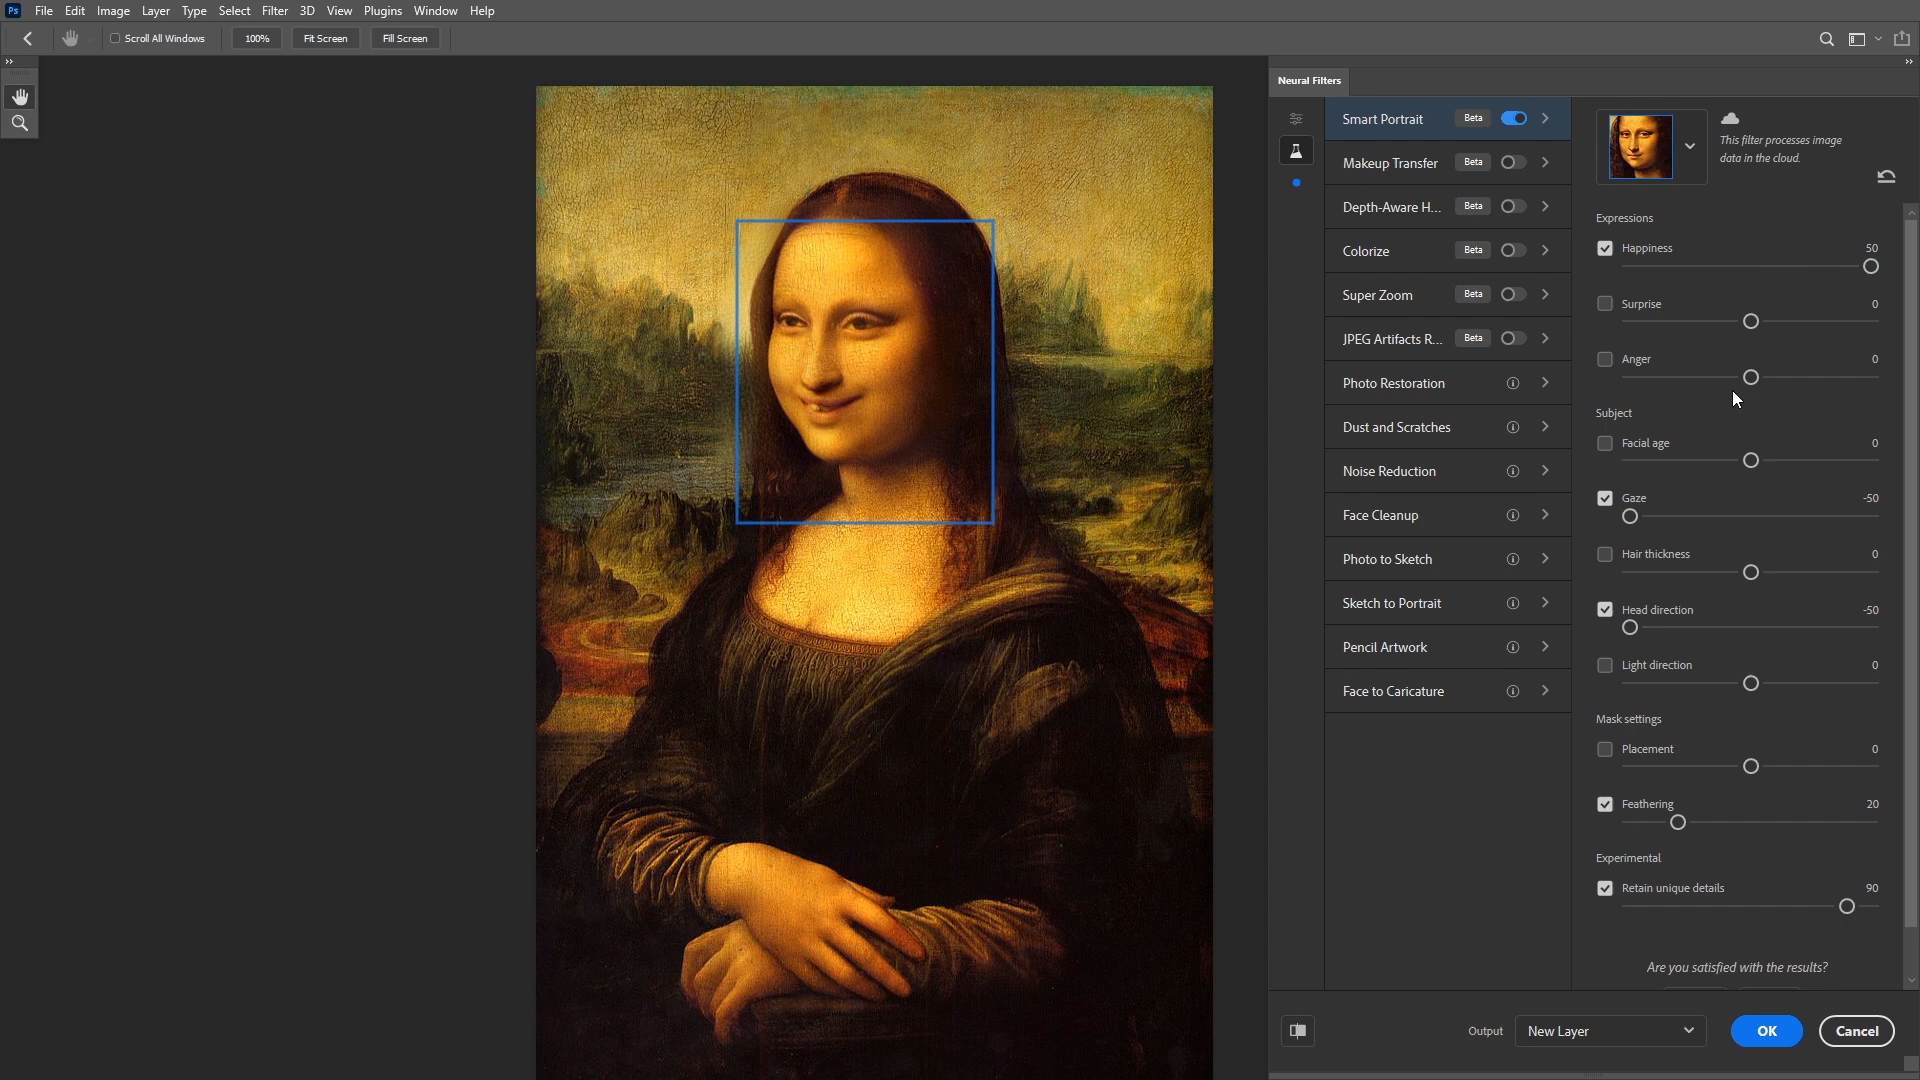 Ps File Edit Image Layer Type Select Filter 3D View Plugins Window Help
Scroll All Windows 100% Fit Screen Fill Screen
Neural Filters
Smart Portrait Beta
Makeup Transfer Beta
Depth-Aware H... Beta
Colorize Beta
Super Zoom Beta
JPEG Artifacts R... Beta
Photo Restoration
Dust and Scratches
Noise Reduction
Face Cleanup
Photo to Sketch
Sketch to Portrait
Pencil Artwork
Face to Caricature
This filter processes image
data in the cloud.
Expressions
Happiness 50
Surprise 0
Anger 0
Subject
Facial age 0
Gaze -50
Hair thickness 0
Head direction -50
Light direction 0
Mask settings
Placement 0
Feathering 20
Experimental
Retain unique details 90
Are you satisfied with the results?
Output New Layer OK Cancel